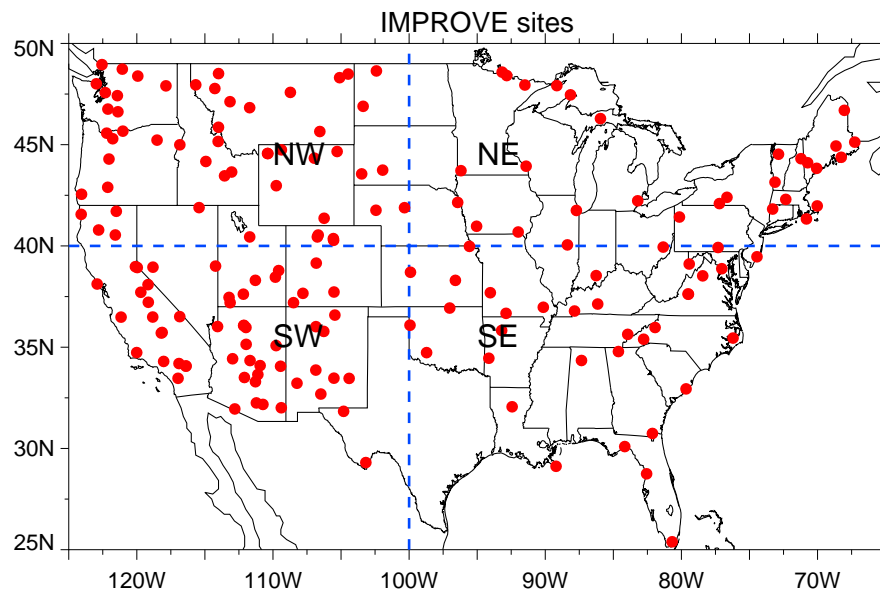 IMPROVE sites
50N
45N
NW NE
40N
35N
SW SE
30N
25N
120W 110W 100W 90W 80W 70W